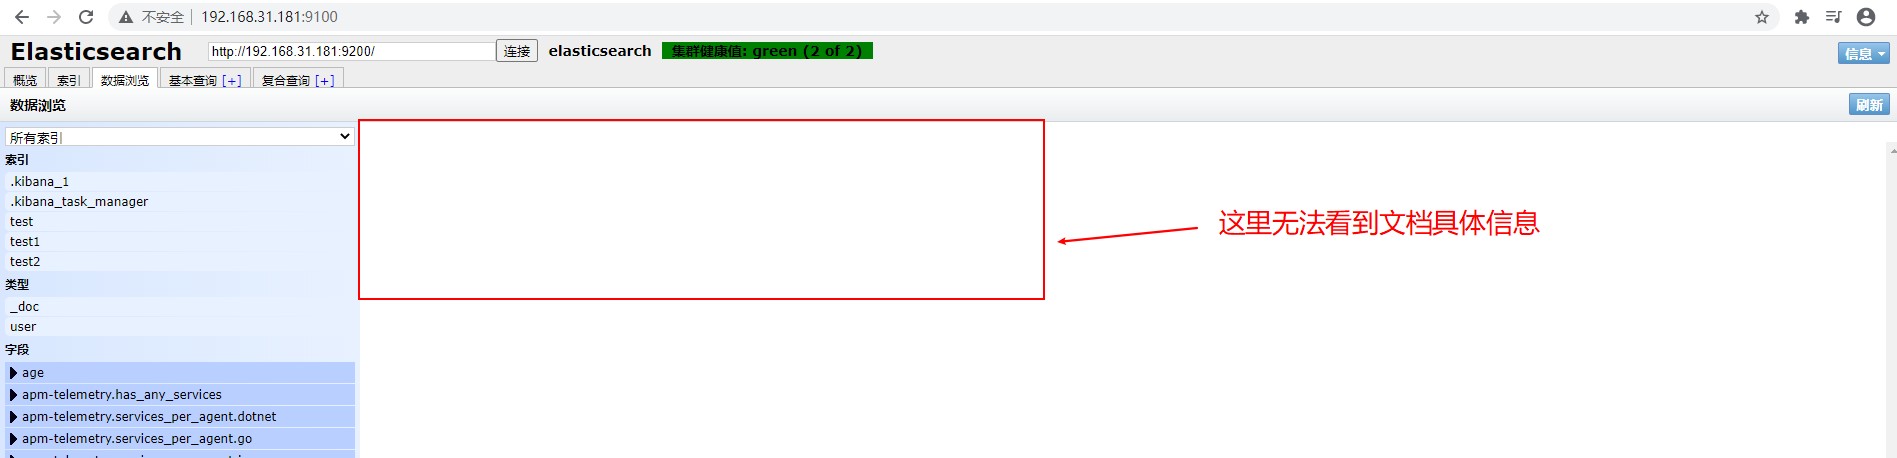 不安全 192.168.31.181:9100
Elasticsearch http://192.168.31.181:9200/ 连接 elasticsearch 集群健康值: green (2 of 2) 信息
概览 索引 数据浏览 基本查询 [+] 复合查询 [+]
数据浏览 刷新
所有索引
索引
.kibana_1
.kibana_task_manager
test
test1
test2
类型
_doc
user
字段
age
apm-telemetry.has_any_services
apm-telemetry.services_per_agent.dotnet
apm-telemetry.services_per_agent.go
这里无法看到文档具体信息